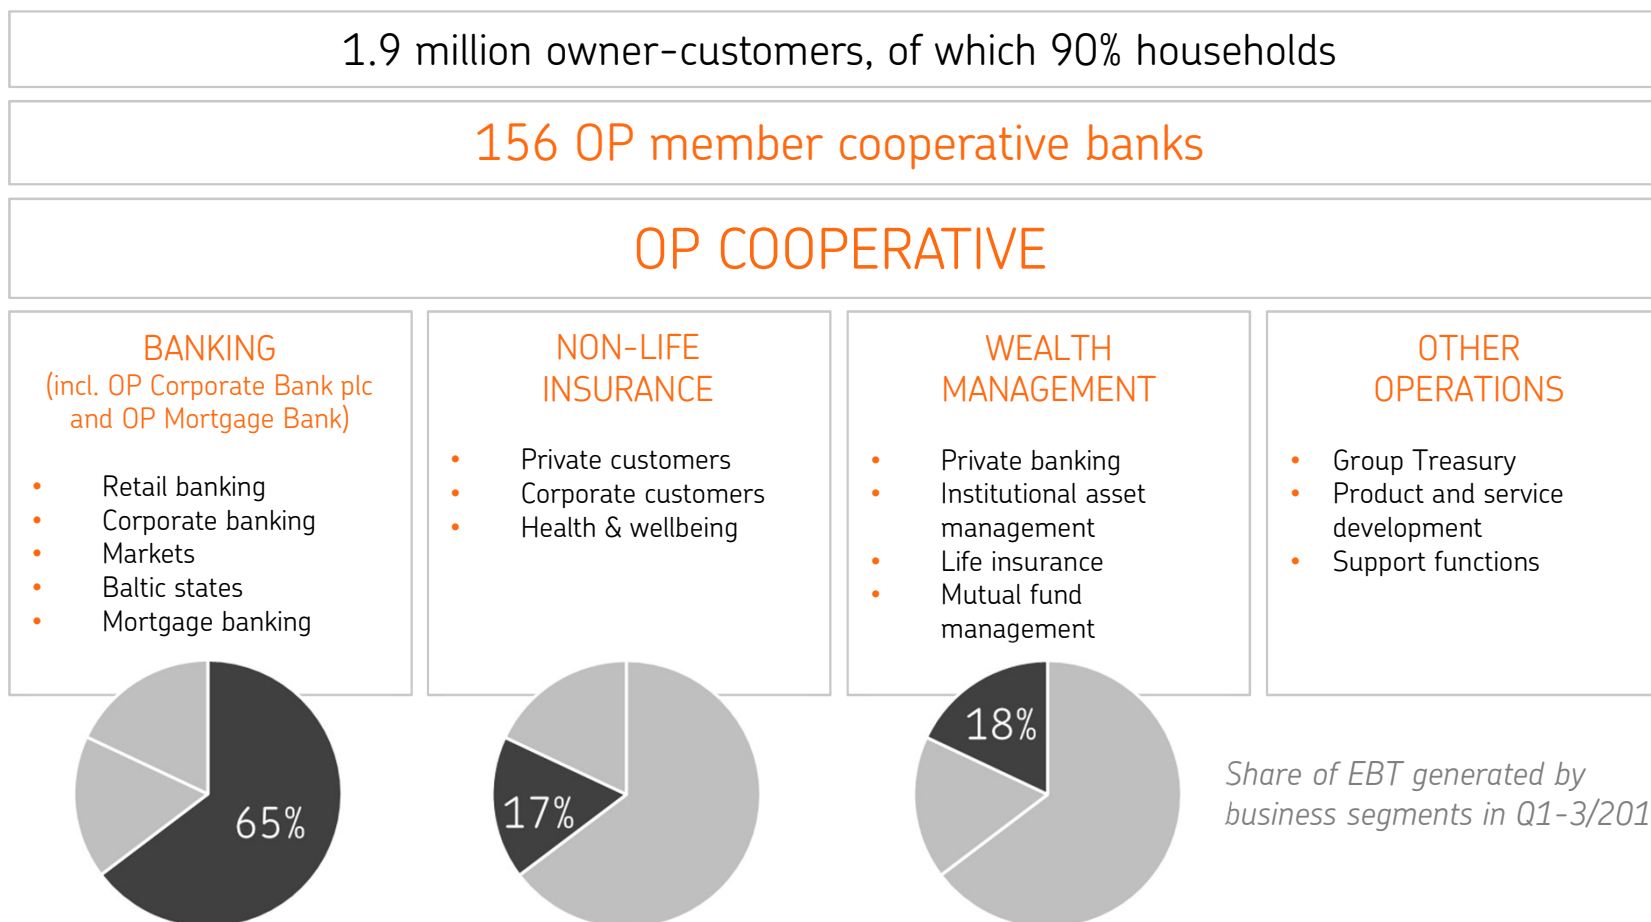 1.9 million owner-customers, of which 90% households
156 OP member cooperative banks
OP COOPERATIVE
BANKING
(incl. OP Corporate Bank plc
and OP Mortgage Bank)
• Retail banking
• Corporate banking
• Markets
• Baltic states
• Mortgage banking
NON-LIFE
INSURANCE
• Private customers
• Corporate customers
• Health & wellbeing
WEALTH
MANAGEMENT
• Private banking
• Institutional asset
management
• Life insurance
• Mutual fund
management
OTHER
OPERATIONS
• Group Treasury
• Product and service
development
• Support functions
65%
17%
18%
Share of EBT generated by
business segments in Q1-3/201